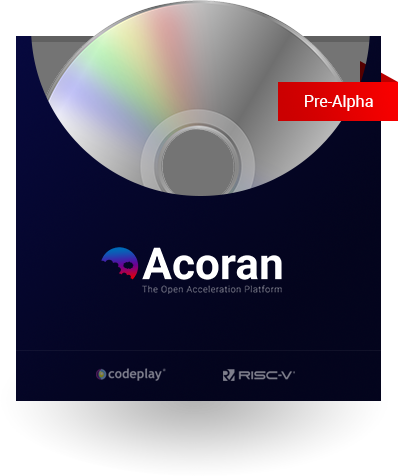 Pre-Alpha
Acoran
The Open Acceleration Platform
codeplay®
RISC-V®